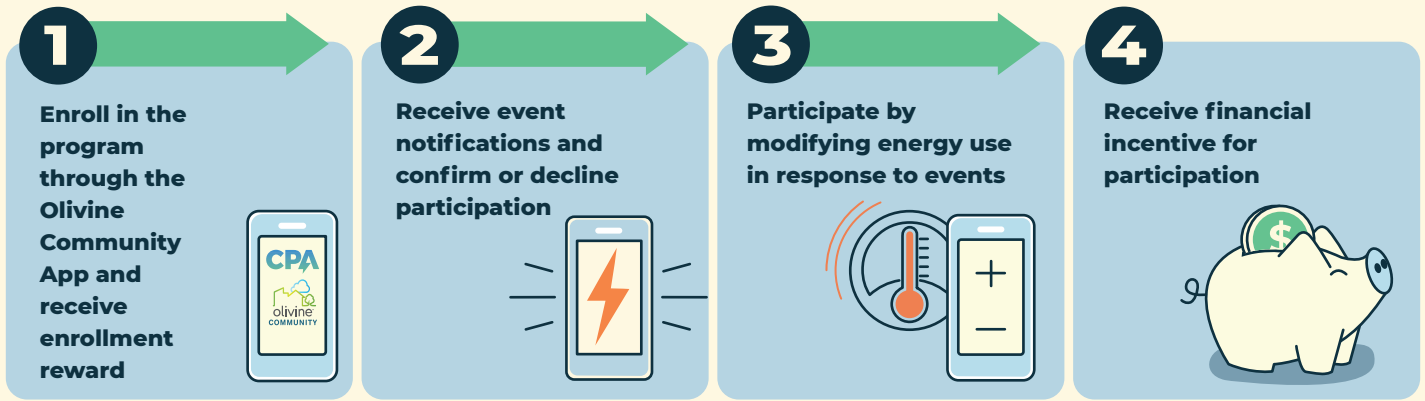 1
Enroll in the
program
through the
Olivine
Community
App and
receive
enrollment
reward
CPA
olivine
COMMUNITY
2
Receive event
notifications and
confirm or decline
participation
3
Participate by
modifying energy use
in response to events
+
−
4
Receive financial
incentive for
participation
$